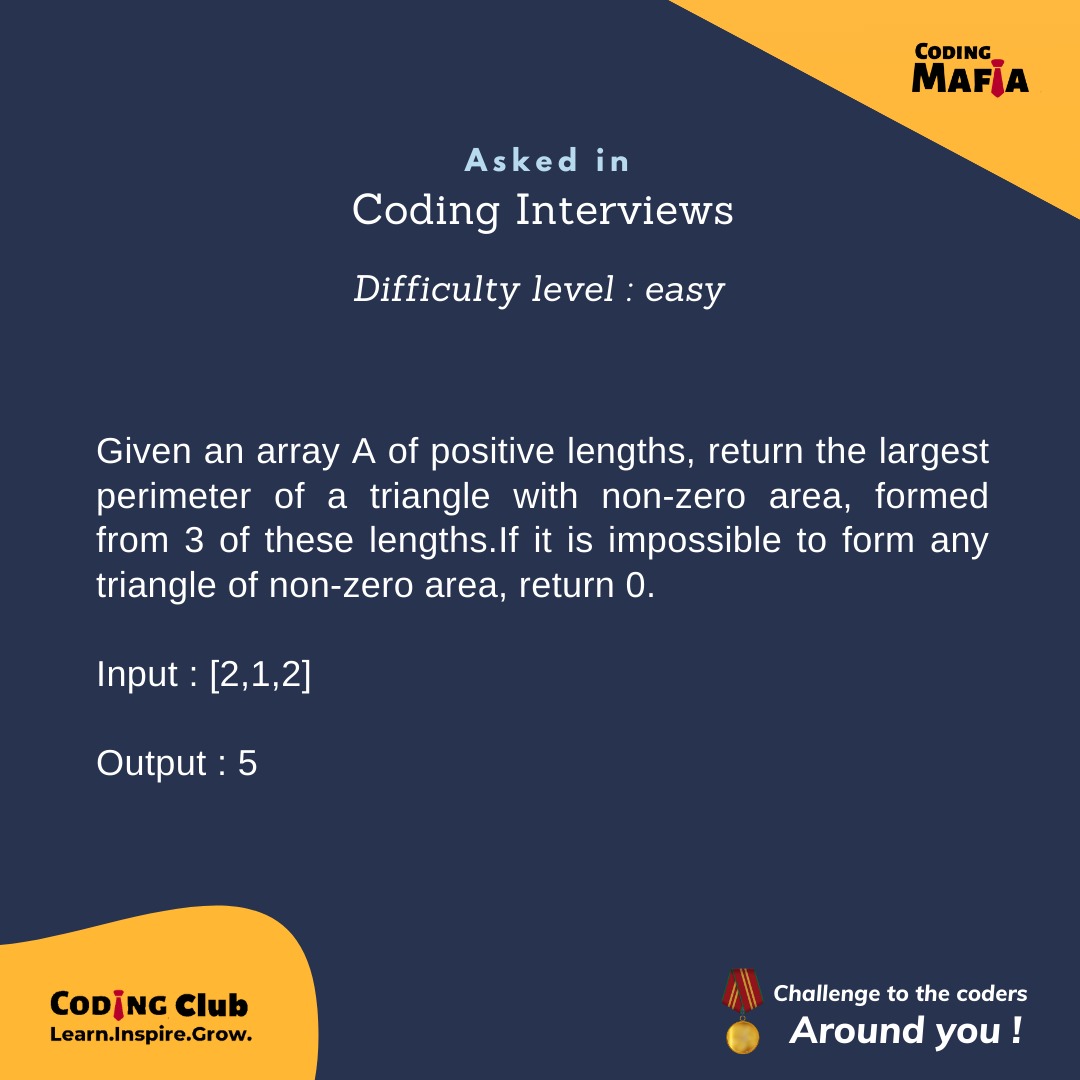 CODING
MAFIA
Asked in
Coding Interviews
Difficulty level : easy
Given an array A of positive lengths, return the largest
perimeter of a triangle with non-zero area, formed
from 3 of these lengths.If it is impossible to form any
triangle of non-zero area, return 0.
Input : [2,1,2]
Output : 5
CODING Club
Learn.Inspire.Grow.
Challenge to the coders
Around you !